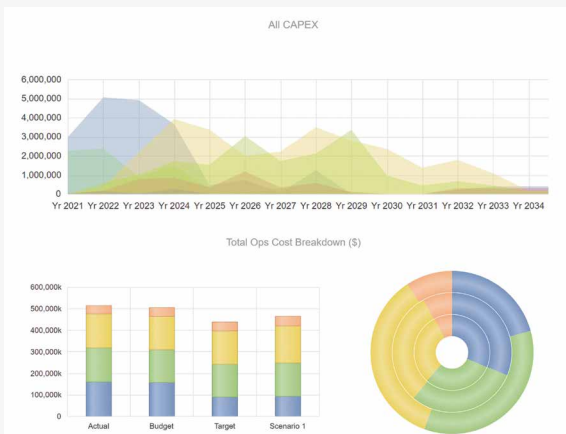 All CAPEX
6,000,000
5,000,000
4,000,000
3,000,000
2,000,000
1,000,000
0
Yr 2021 Yr 2022 Yr 2023 Yr 2024 Yr 2025 Yr 2026 Yr 2027 Yr 2028 Yr 2029 Yr 2030 Yr 2031 Yr 2032 Yr 2033 Yr 2034
Total Ops Cost Breakdown ($)
600,000k
500,000k
400,000k
300,000k
200,000k
100,000k
0
Actual Budget Target Scenario 1